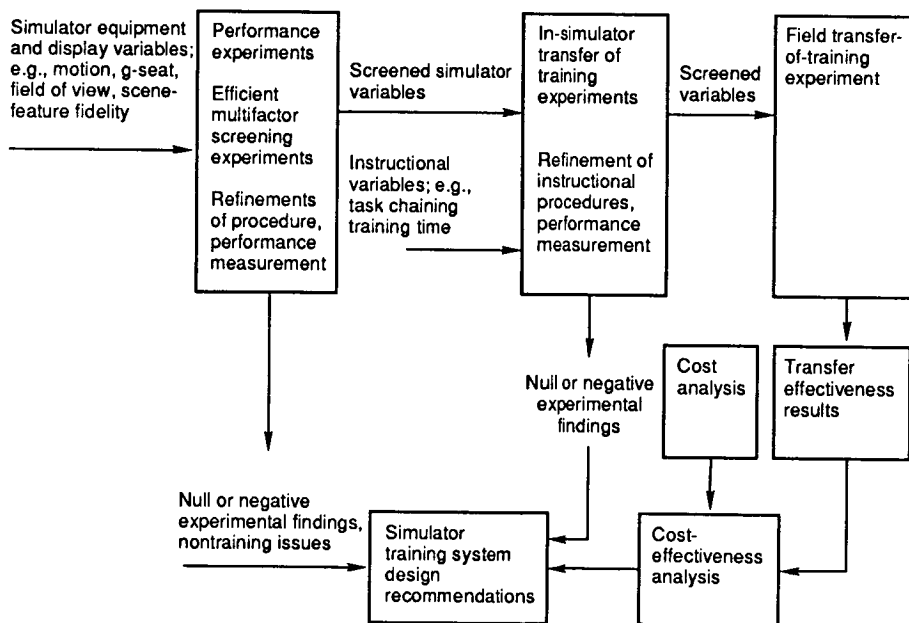 Simulator equipment
and display variables;
e.g., motion, g-seat,
field of view, scene-
feature fidelity
Performance
experiments
Efficient
multifactor
screening
experiments
Refinements
of procedure,
performance
measurement
Screened simulator
variables
Instructional
variables; e.g.,
task chaining
training time
In-simulator
transfer of
training
experiments
Refinement of
instructional
procedures,
performance
measurement
Screened
variables
Field transfer-
of-training
experiment
Null or negative
experimental
findings
Cost
analysis
Transfer
effectiveness
results
Null or negative
experimental findings,
nontraining issues
Simulator
training system
design
recommendations
Cost-
effectiveness
analysis